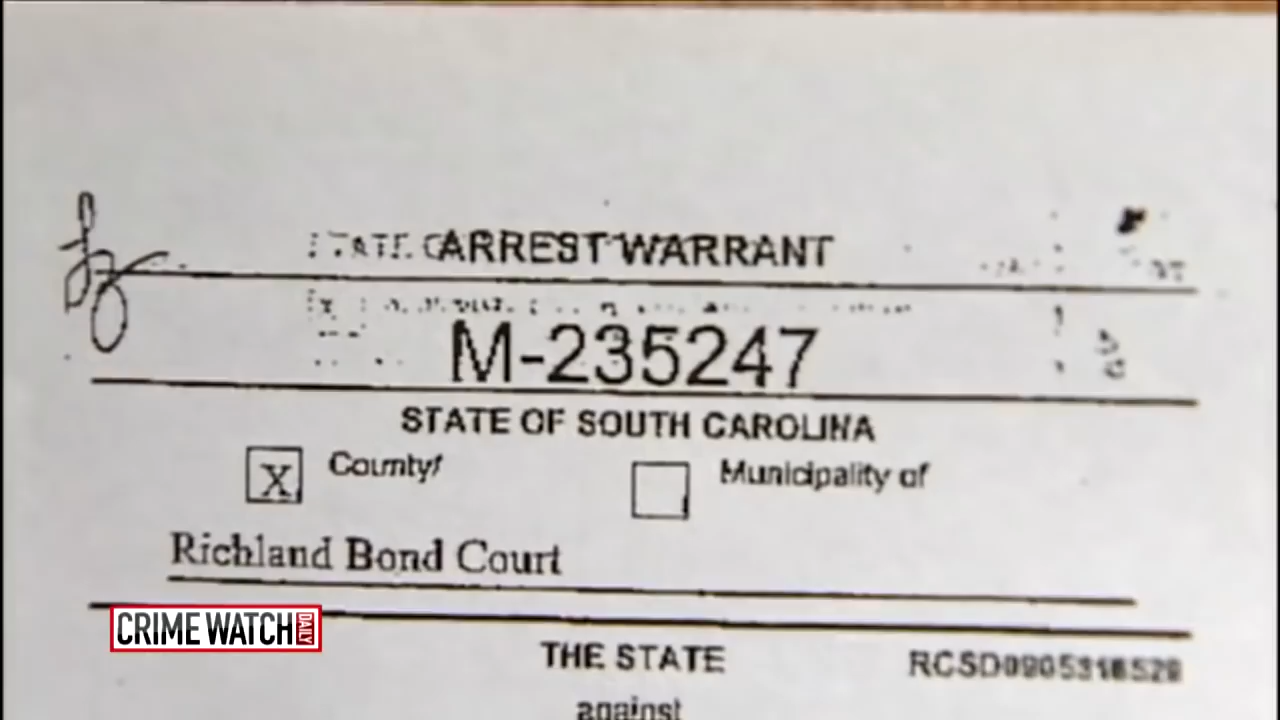 ARREST WARRANT
M-235247
STATE OF SOUTH CAROLINA
X County/ Municipality of
Richland Bond Court
CRIME WATCH DAILY
THE STATE
against